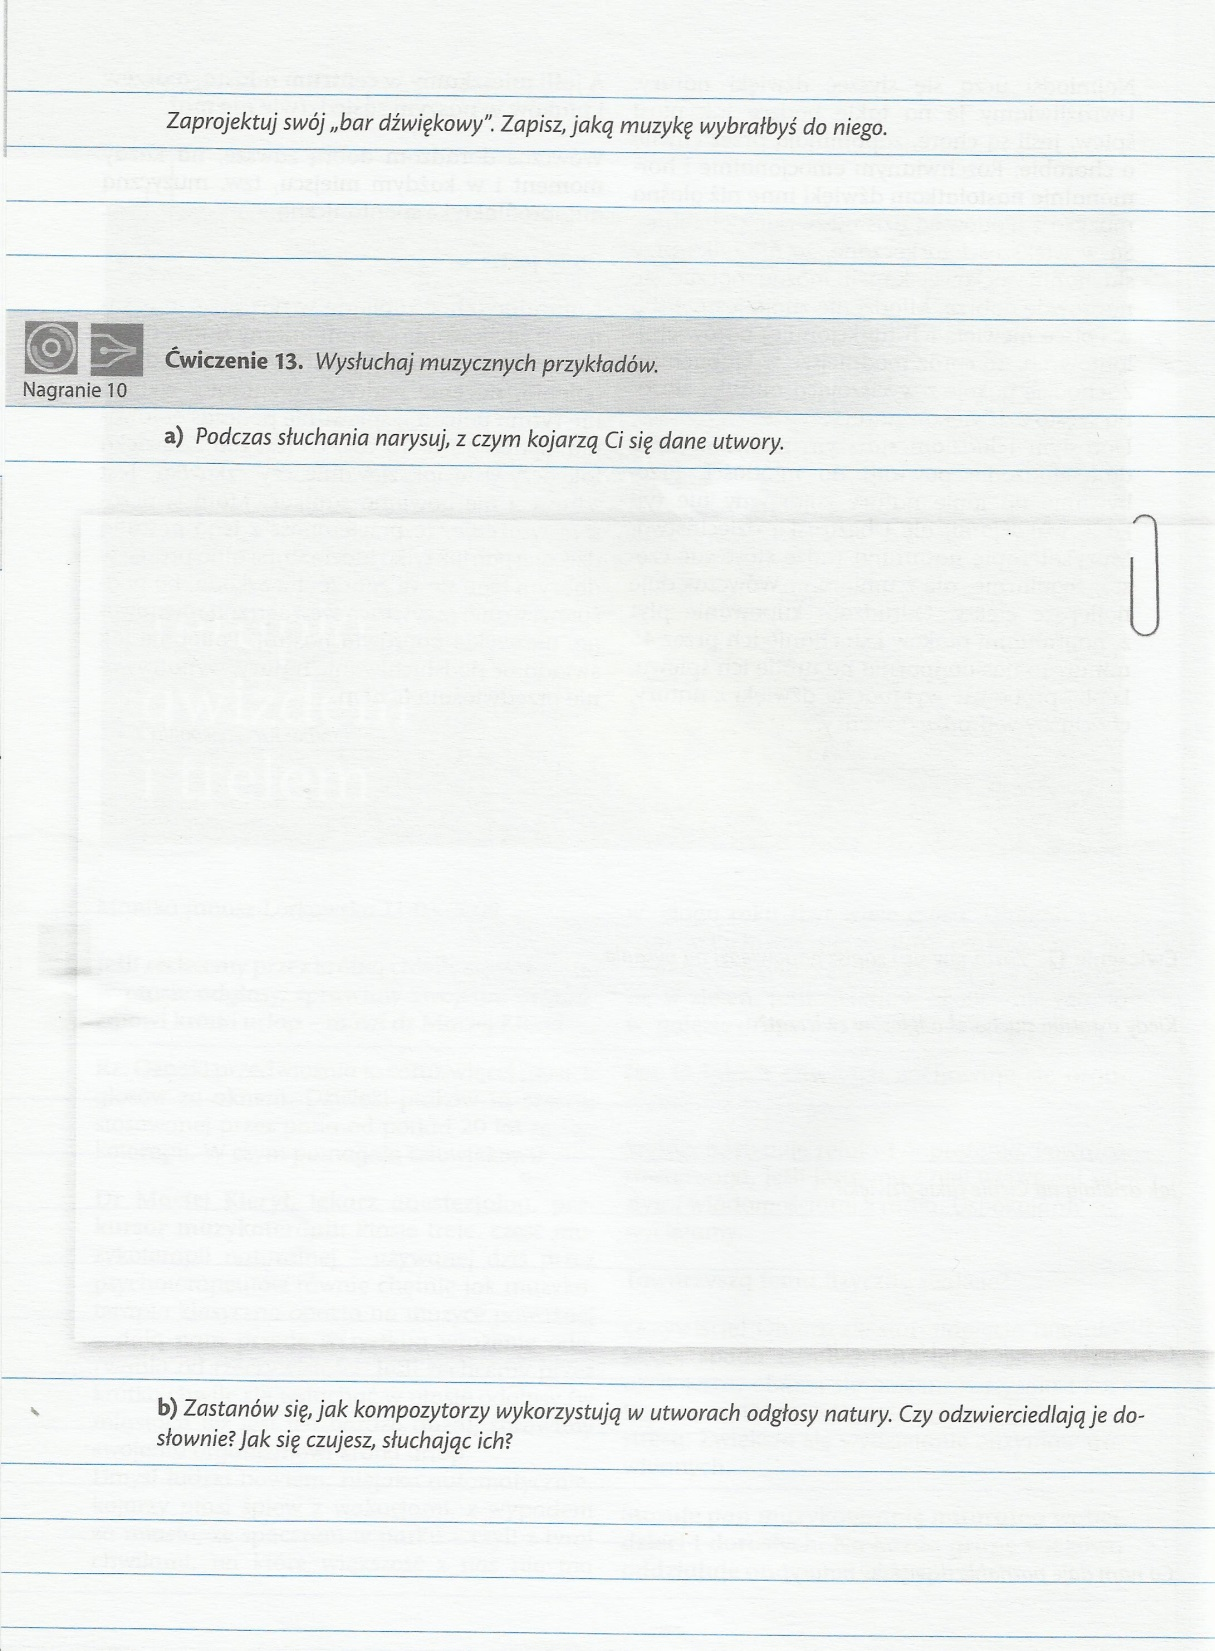 Zaprojektuj swój „bar dźwiękowy”. Zapisz, jaką muzykę wybrałbyś do niego.
Ćwiczenie 13. Wysłuchaj muzycznych przykładów.
Nagranie 10
a) Podczas słuchania narysuj, z czym kojarzą Ci się dane utwory.
b) Zastanów się, jak kompozytorzy wykorzystują w utworach odgłosy natury. Czy odzwierciedlają je do-
słownie? Jak się czujesz, słuchając ich?